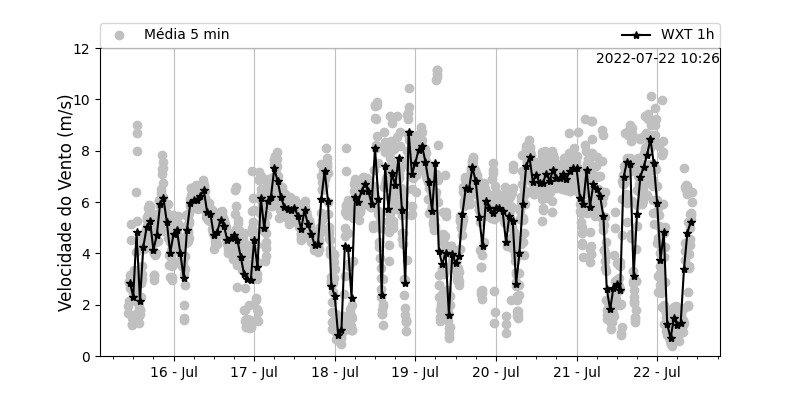 Média 5 min
WXT 1h
2022-07-22 10:26
Velocidade do Vento (m/s)
12
10
8
6
4
2
0
16 - Jul
17 - Jul
18 - Jul
19 - Jul
20 - Jul
21 - Jul
22 - Jul